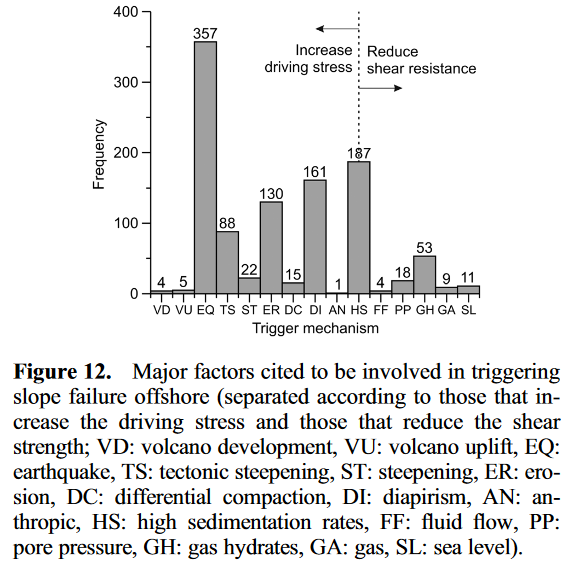 400
300
200
100
0
Frequency
357
Increase
driving stress
Reduce
shear resistance
4
5
88
22
130
15
161
1
187
4
18
53
9
11
VD VU EQ TS ST ER DC DI AN HS FF PP GH GA SL
Trigger mechanism
Figure 12. Major factors cited to be involved in triggering
slope failure offshore (separated according to those that in-
crease the driving stress and those that reduce the shear
strength; VD: volcano development, VU: volcano uplift, EQ:
earthquake, TS: tectonic steepening, ST: steepening, ER: ero-
sion, DC: differential compaction, DI: diapirism, AN: an-
thropic, HS: high sedimentation rates, FF: fluid flow, PP:
pore pressure, GH: gas hydrates, GA: gas, SL: sea level).